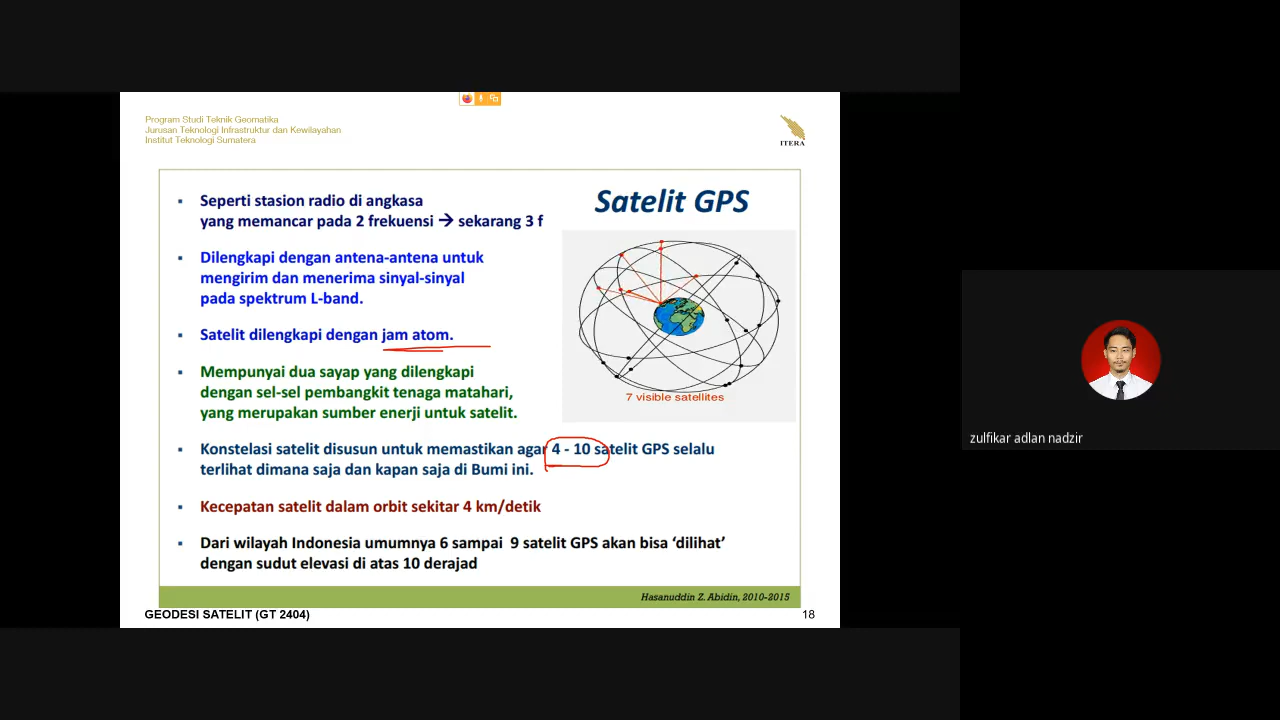 Program Studi Teknik Geomatika
Jurusan Teknologi Infrastruktur dan Kewilayahan
Institut Teknologi Sumatera
ITERA
Satelit GPS
▪ Seperti stasion radio di angkasa
yang memancar pada 2 frekuensi → sekarang 3 f
▪ Dilengkapi dengan antena-antena untuk
mengirim dan menerima sinyal-sinyal
pada spektrum L-band.
▪ Satelit dilengkapi dengan jam atom.
▪ Mempunyai dua sayap yang dilengkapi
dengan sel-sel pembangkit tenaga matahari,
yang merupakan sumber enerji untuk satelit.
7 visible satellites
▪ Konstelasi satelit disusun untuk memastikan agar 4 - 10 satelit GPS selalu
terlihat dimana saja dan kapan saja di Bumi ini.
▪ Kecepatan satelit dalam orbit sekitar 4 km/detik
▪ Dari wilayah Indonesia umumnya 6 sampai 9 satelit GPS akan bisa ‘dilihat’
dengan sudut elevasi di atas 10 derajad
Hasanuddin Z. Abidin, 2010-2015
GEODESI SATELIT (GT 2404)
18
zulfikar adlan nadzir